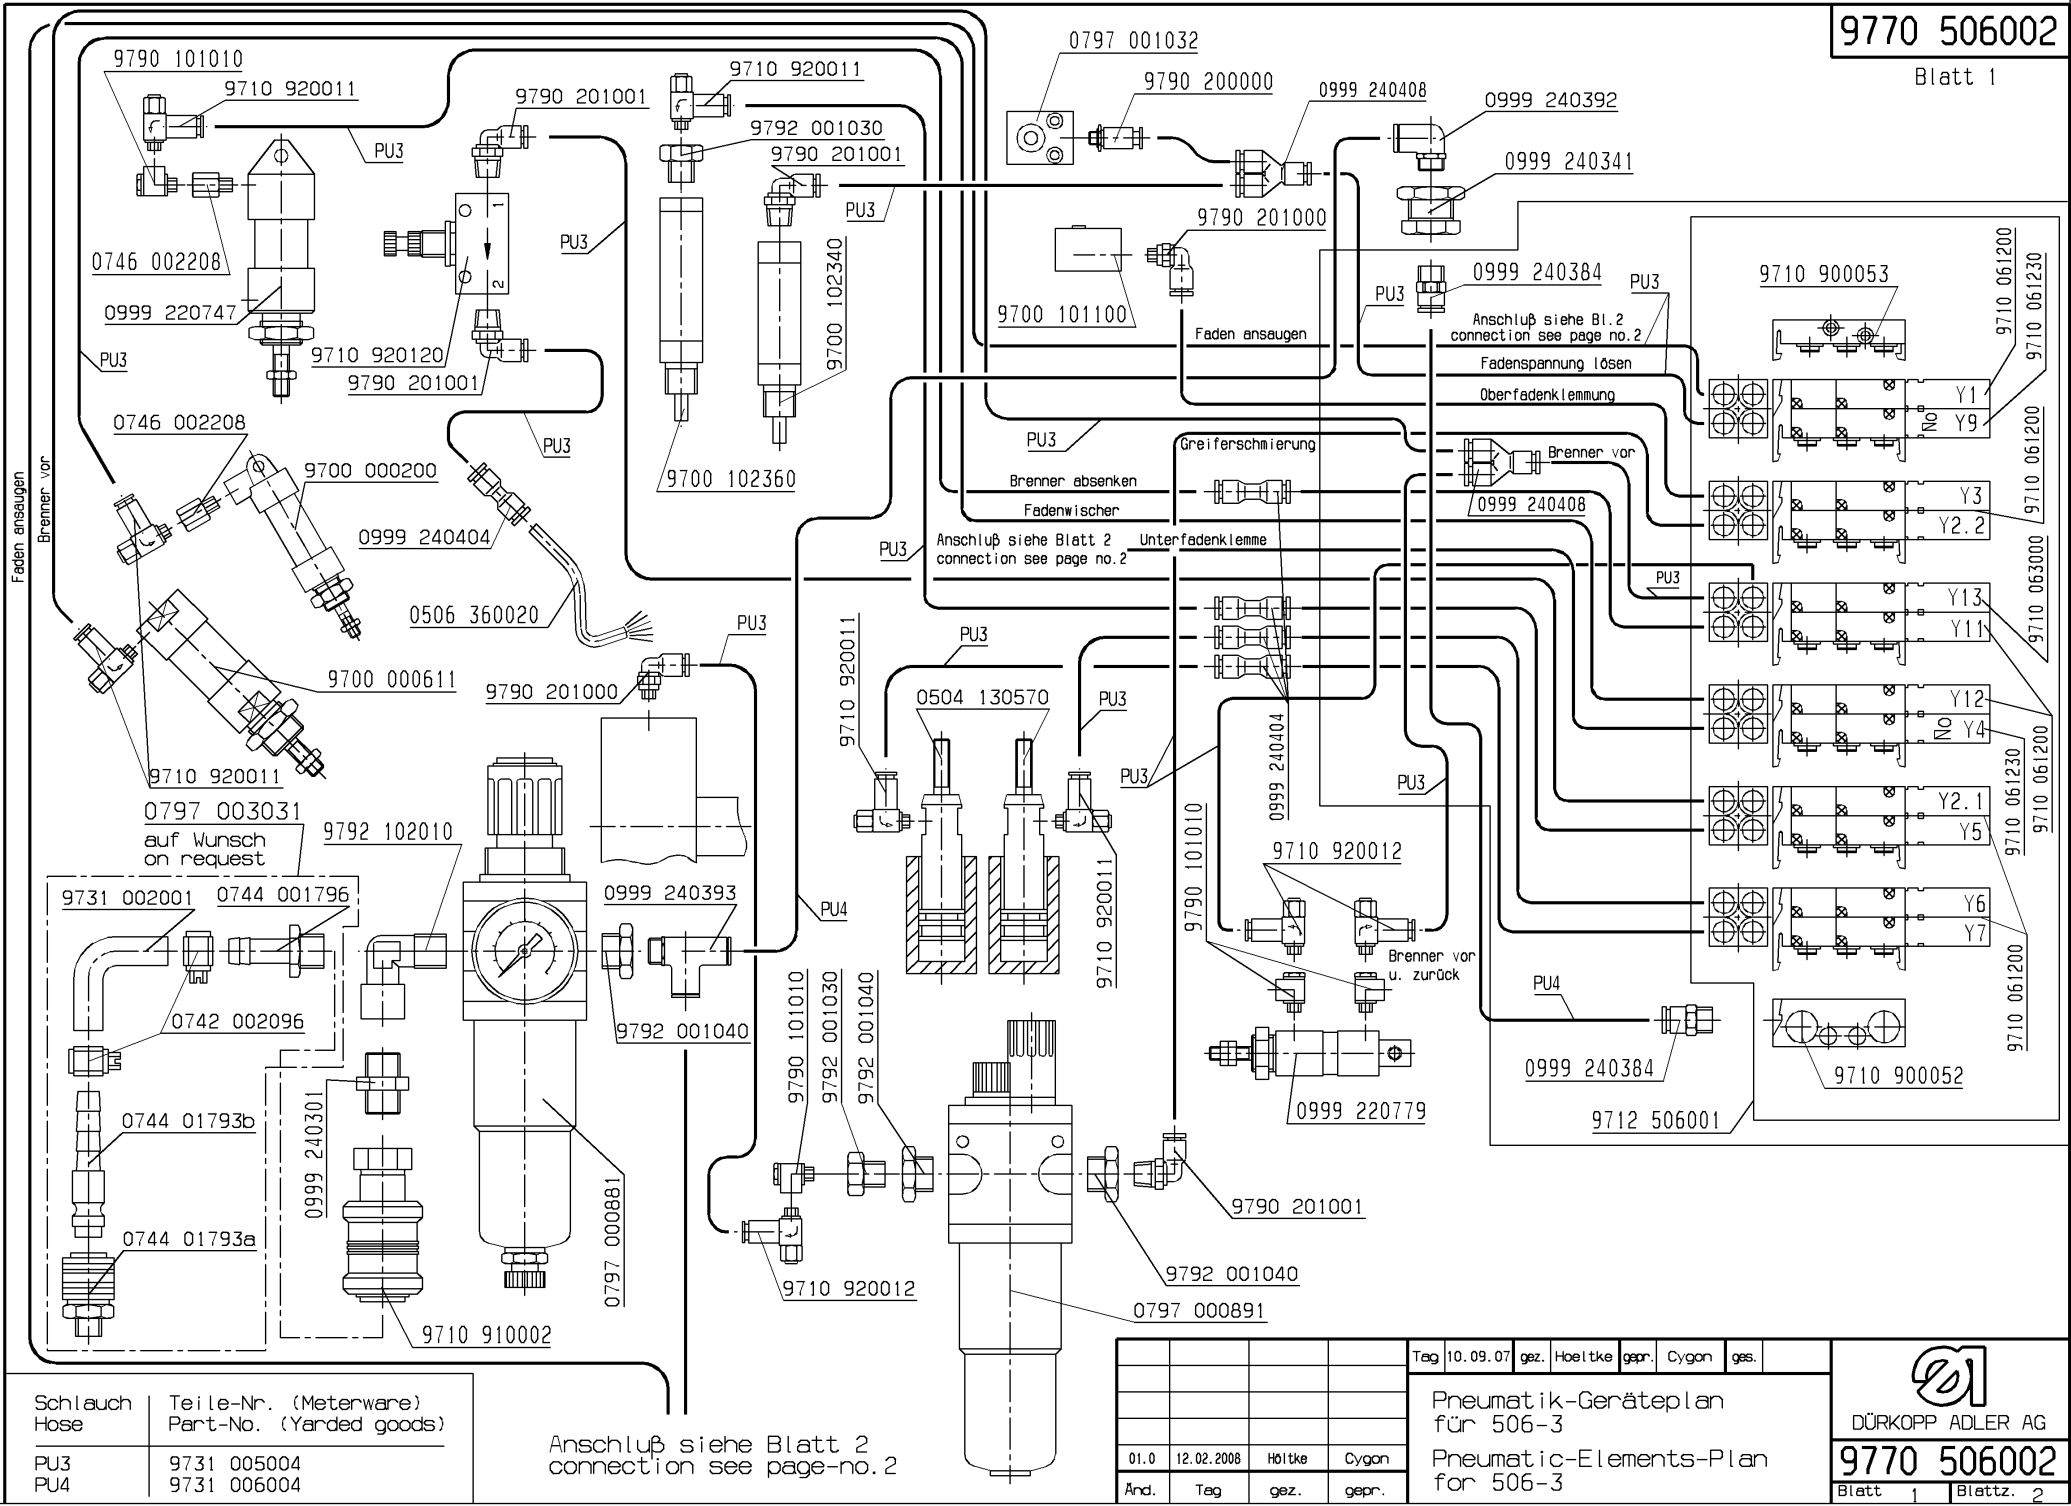 9770 506002
Blatt 1
9790 101010
9710 920011
PU3
0746 002208
0999 220747
9790 201001
1
2
9710 920120
9790 201001
PU3
PU3
9710 920011
9792 001030
9790 201001
PU3
9700 102340
9700 102360
0797 001032
9790 200000
0999 240408
0999 240392
0999 240341
9790 201000
9700 101100
0999 240384
PU3
PU3
Faden ansaugen
Anschluß siehe Bl.2
connection see page no.2
Fadenspannung lösen
Oberfadenklemmung
PU3
Greiferschmierung
Brenner vor
0999 240408
Brenner absenken
Fadenwischer
PU3
Anschluß siehe Blatt 2
connection see page no.2
Unterfadenklemme
PU3
9710 900053
9710 061200
9710 061230
Y1
NO
Y9
9710 061200
Y3
Y2.2
9710 063000
Y13
Y11
Y12
NO
Y4
9710 061230
9710 061200
Y2.1
Y5
Y6
Y7
9710 061200
9710 900052
PU3
Faden ansaugen
Brenner vor
0746 002208
9700 000200
0999 240404
0506 360020
9700 000611
9710 920011
9790 201000
PU3
9710 920011
PU3
0504 130570
PU3
PU3
0999 240404
PU3
9710 920011
9790 101010
9710 920012
Brenner vor
u. zurück
0999 220779
PU4
0999 240384
9712 506001
0797 003031
auf Wunsch
on request
9792 102010
9731 002001
0744 001796
0742 002096
0744 01793b
0744 01793a
0999 240301
9710 910002
0999 240393
PU4
9792 001040
0797 000881
9790 101010
9792 001030
9792 001040
9710 920012
9790 201001
9792 001040
0797 000891
Schlauch
Hose
Teile-Nr. (Meterware)
Part-No. (Yarded goods)
PU3 9731 005004
PU4 9731 006004
Anschluß siehe Blatt 2
connection see page-no.2
Tag 10.09.07 gez. Hoeltke gepr. Cygon ges.
Pneumatik-Geräteplan
für 506-3
Pneumatic-Elements-Plan
for 506-3
01.0 12.02.2008 Höltke Cygon
Änd. Tag gez. gepr.
DÜRKOPP ADLER AG
9770 506002
Blatt 1 Blattz. 2